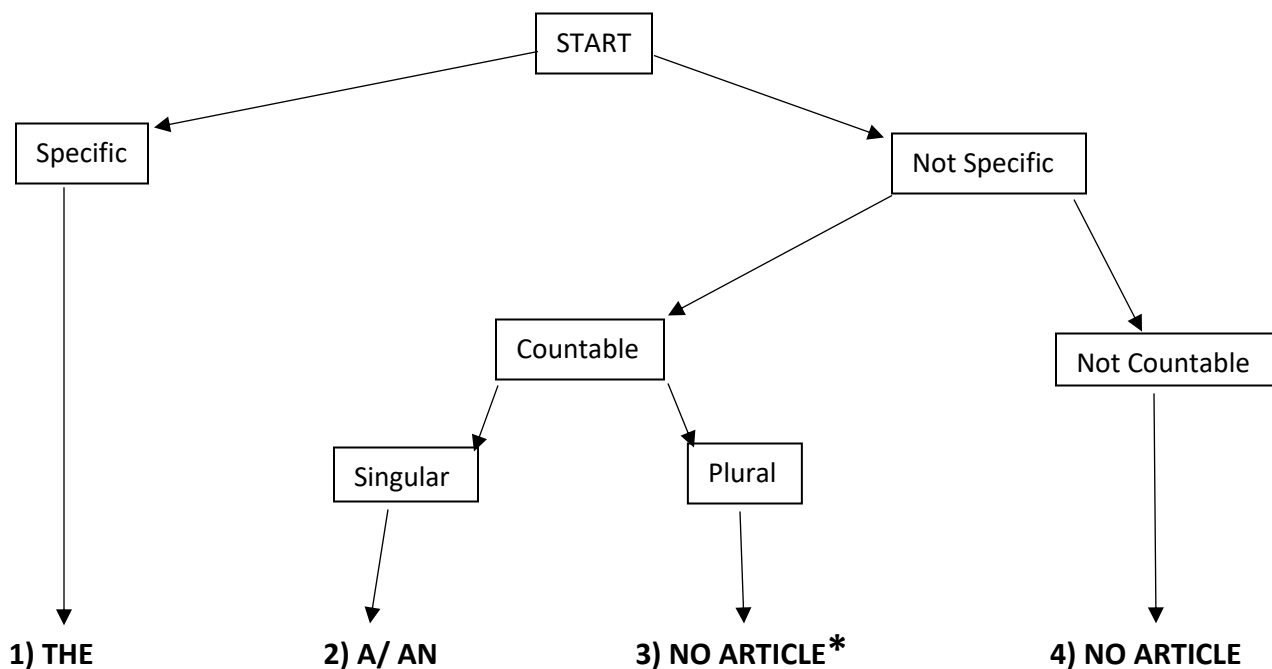 START
Specific
Not Specific
Countable
Not Countable
Singular
Plural
1) THE
2) A/ AN
3) NO ARTICLE*
4) NO ARTICLE